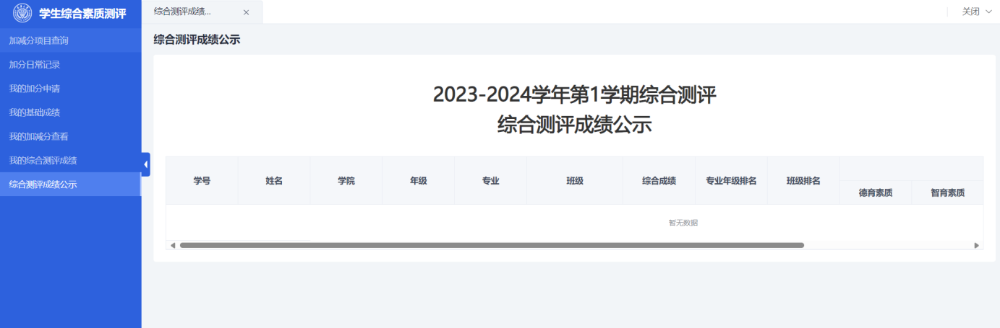 学生综合素质测评
综合测评成绩...
×
关闭
加减分项目查询
加分日常记录
我的加分申请
我的基础成绩
我的加减分查看
我的综合测评成绩
综合测评成绩公示
综合测评成绩公示
2023-2024学年第1学期综合测评
综合测评成绩公示
学号 姓名 学院 年级 专业 班级 综合成绩 专业年级排名 班级排名
德育素质 智育素质
暂无数据